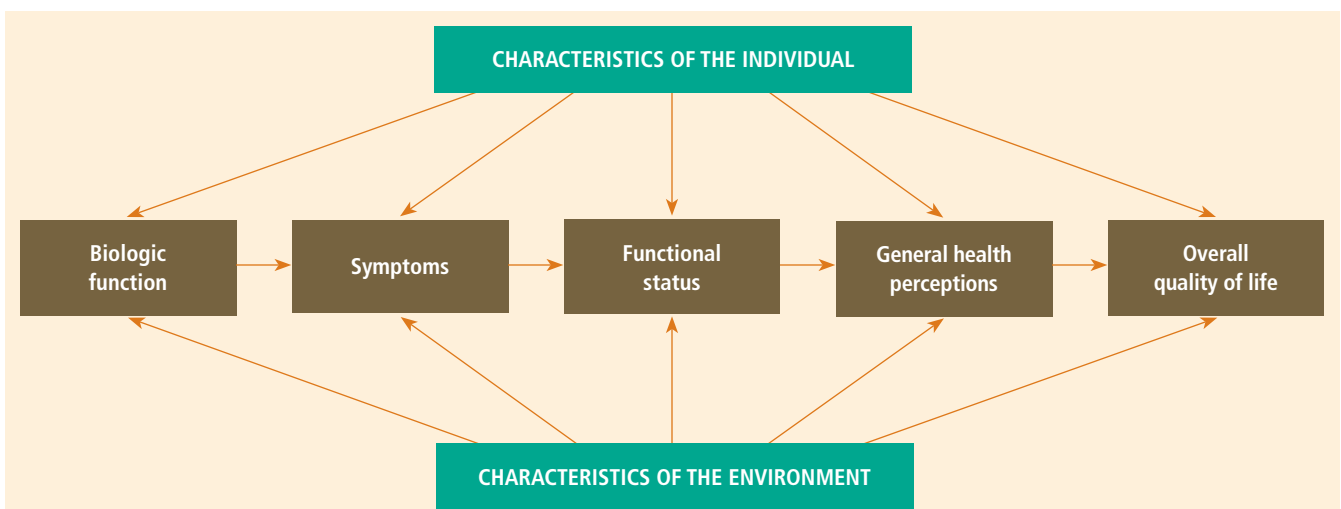 CHARACTERISTICS OF THE INDIVIDUAL
Biologic
function
Symptoms
Functional
status
General health
perceptions
Overall
quality of life
CHARACTERISTICS OF THE ENVIRONMENT